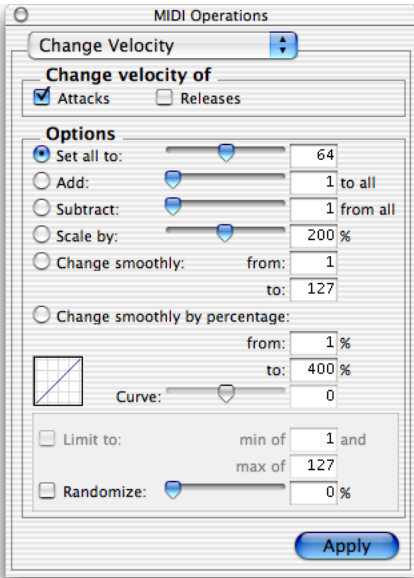 MIDI Operations
Change Velocity
Change velocity of
Attacks Releases
Options
Set all to: 64
Add: 1 to all
Subtract: 1 from all
Scale by: 200 %
Change smoothly: from: 1
to: 127
Change smoothly by percentage:
from: 1 %
to: 400 %
Curve: 0
Limit to: min of 1 and
max of 127
Randomize: 0 %
Apply